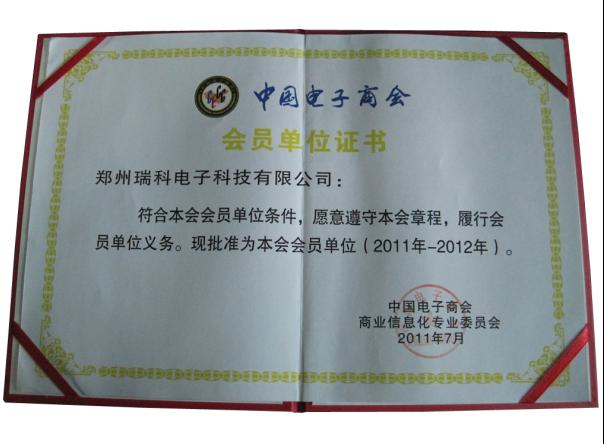 中国电子商会
会员单位证书
郑州瑞科电子科技有限公司：
符合本会会员单位条件，愿意遵守本会章程，履行会
员单位义务。现批准为本会会员单位（2011年-2012年）。
中国电子商会
商业信息化专业委员会
2011年7月